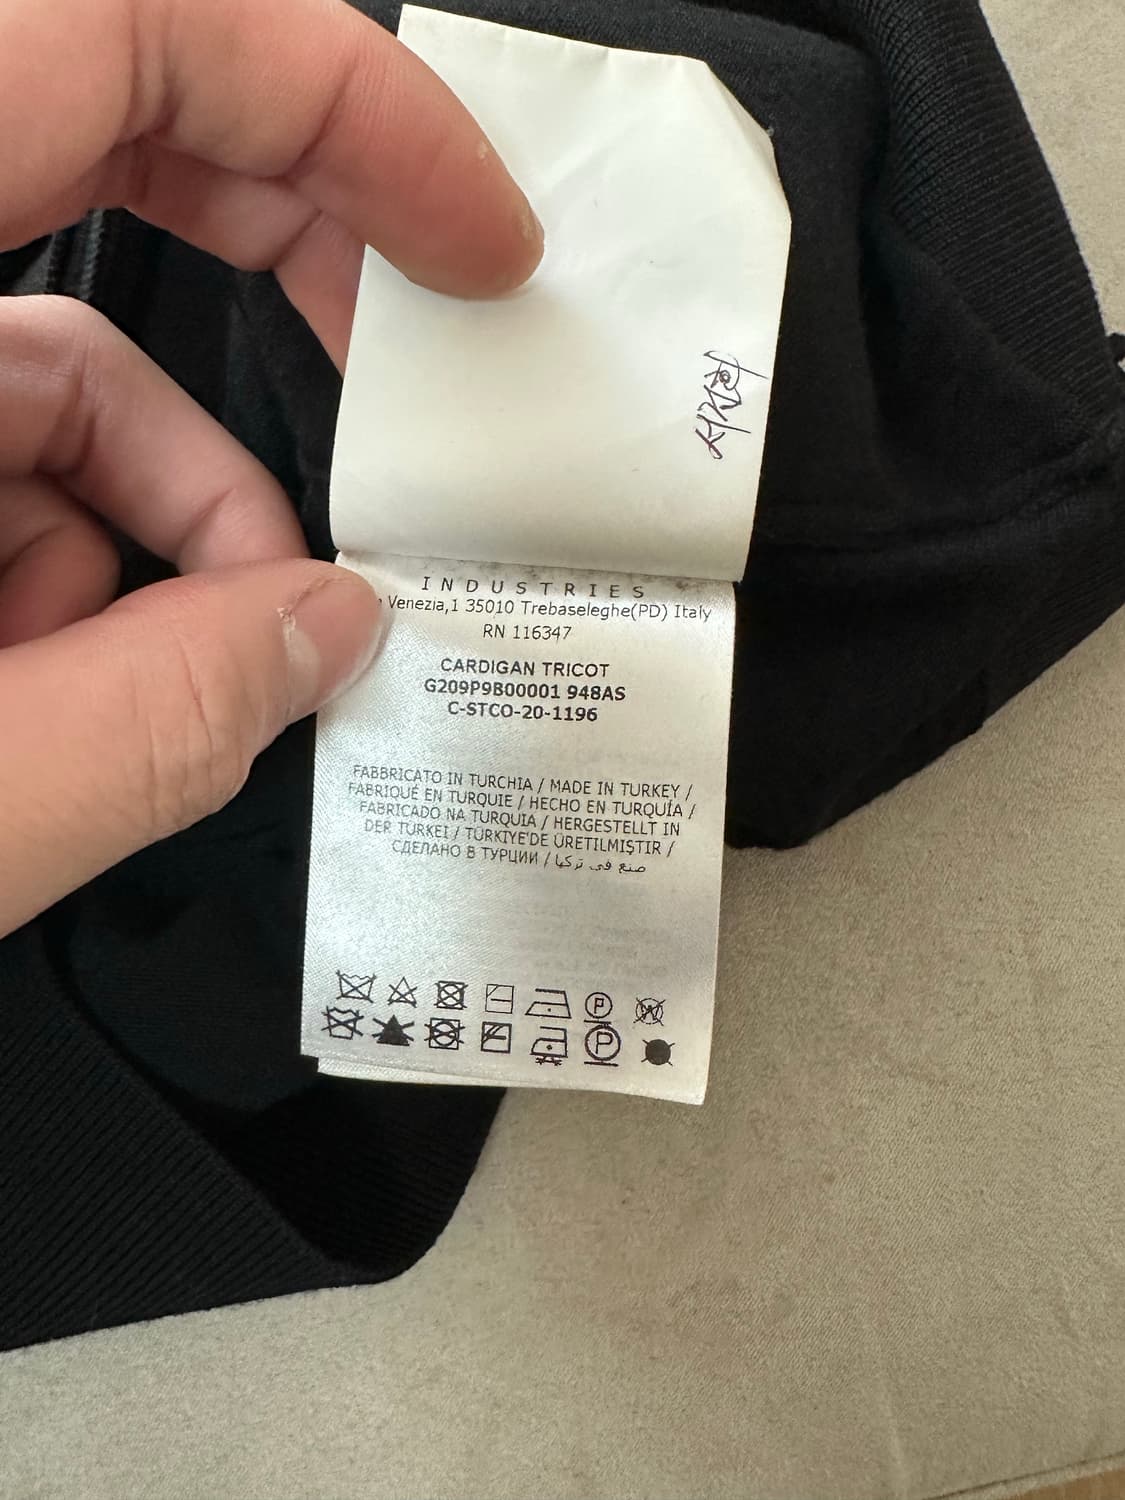 INDUSTRIES
Venezia,1 35010 Trebaseleghe(PD) Italy
RN 116347
CARDIGAN TRICOT
G209P9B00001 948AS
C-STCO-20-1196
FABBRICATO IN TURCHIA / MADE IN TURKEY /
FABRIQUÉ EN TURQUIE / HECHO EN TURQUÍA /
FABRICADO NA TURQUIA / HERGESTELLT IN
DER TÜRKEI / TÜRKIYE'DE ÜRETILMIŞTIR /
СДЕЛАНО В ТУРЦИИ / صنع في تركيا
P W
P